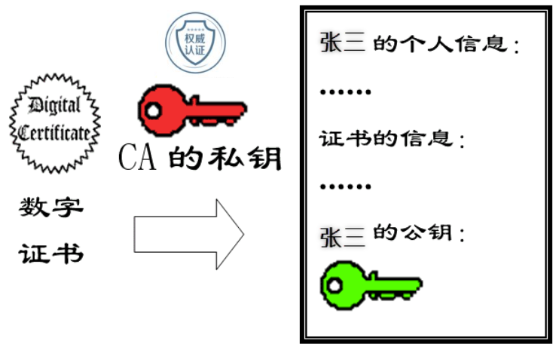 权威
认证
Digital
Certificate
CA 的私钥
数字
证书
张三 的个人信息：
……
证书的信息：
……
张三 的公钥：